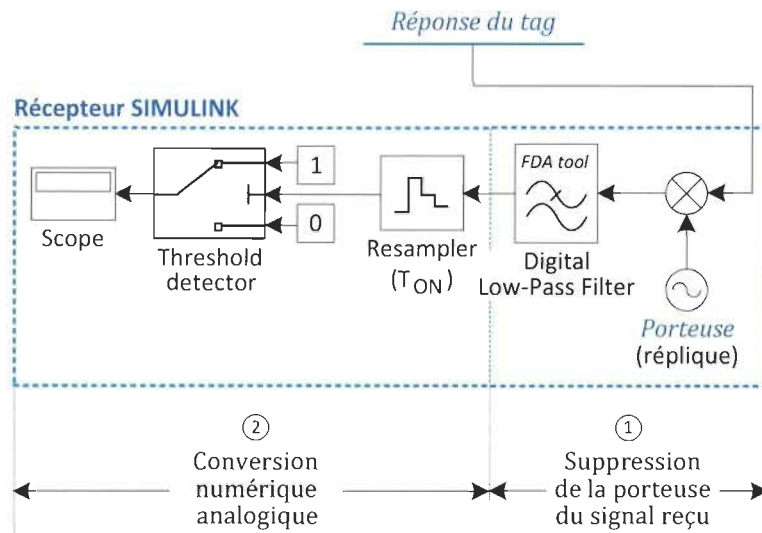 Réponse du tag
Récepteur SIMULINK
FDA tool
1
0
Scope
Threshold
detector
Resampler
(TON)
Digital
Low-Pass Filter
Porteuse
(réplique)
2
Conversion
numérique
analogique
1
Suppression
de la porteuse
du signal reçu